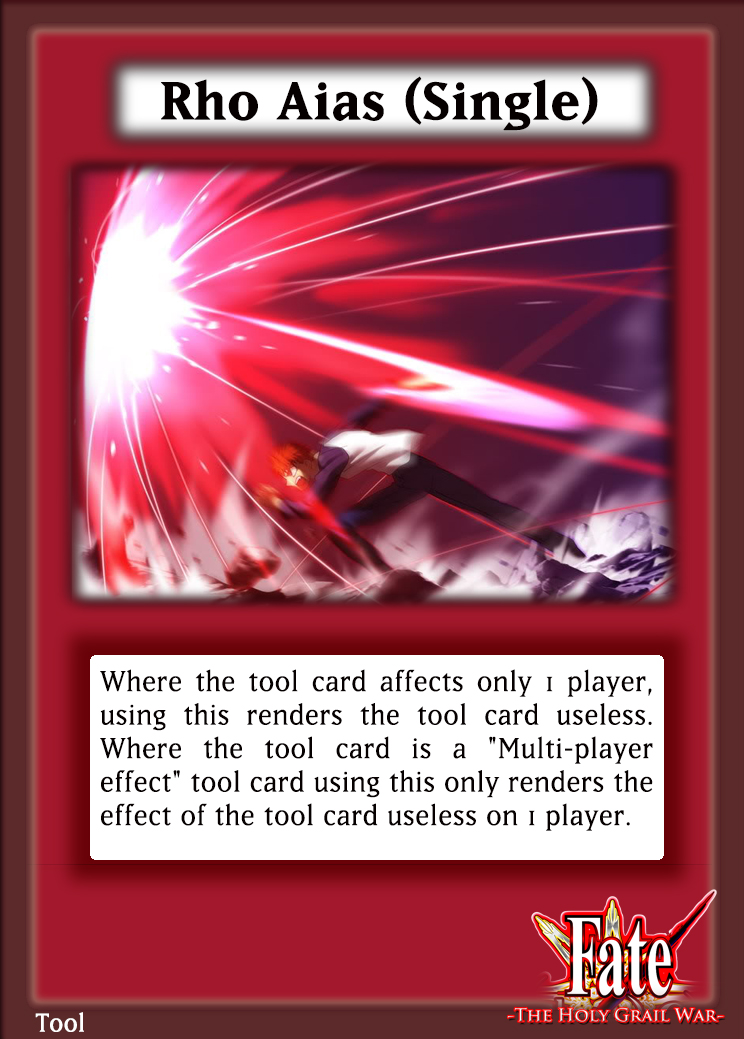 Rho Aias (Single)
Where the tool card affects only 1 player,
using this renders the tool card useless.
Where the tool card is a "Multi-player
effect" tool card using this only renders the
effect of the tool card useless on 1 player.
Fate
-THE HOLY GRAIL WAR-
Tool